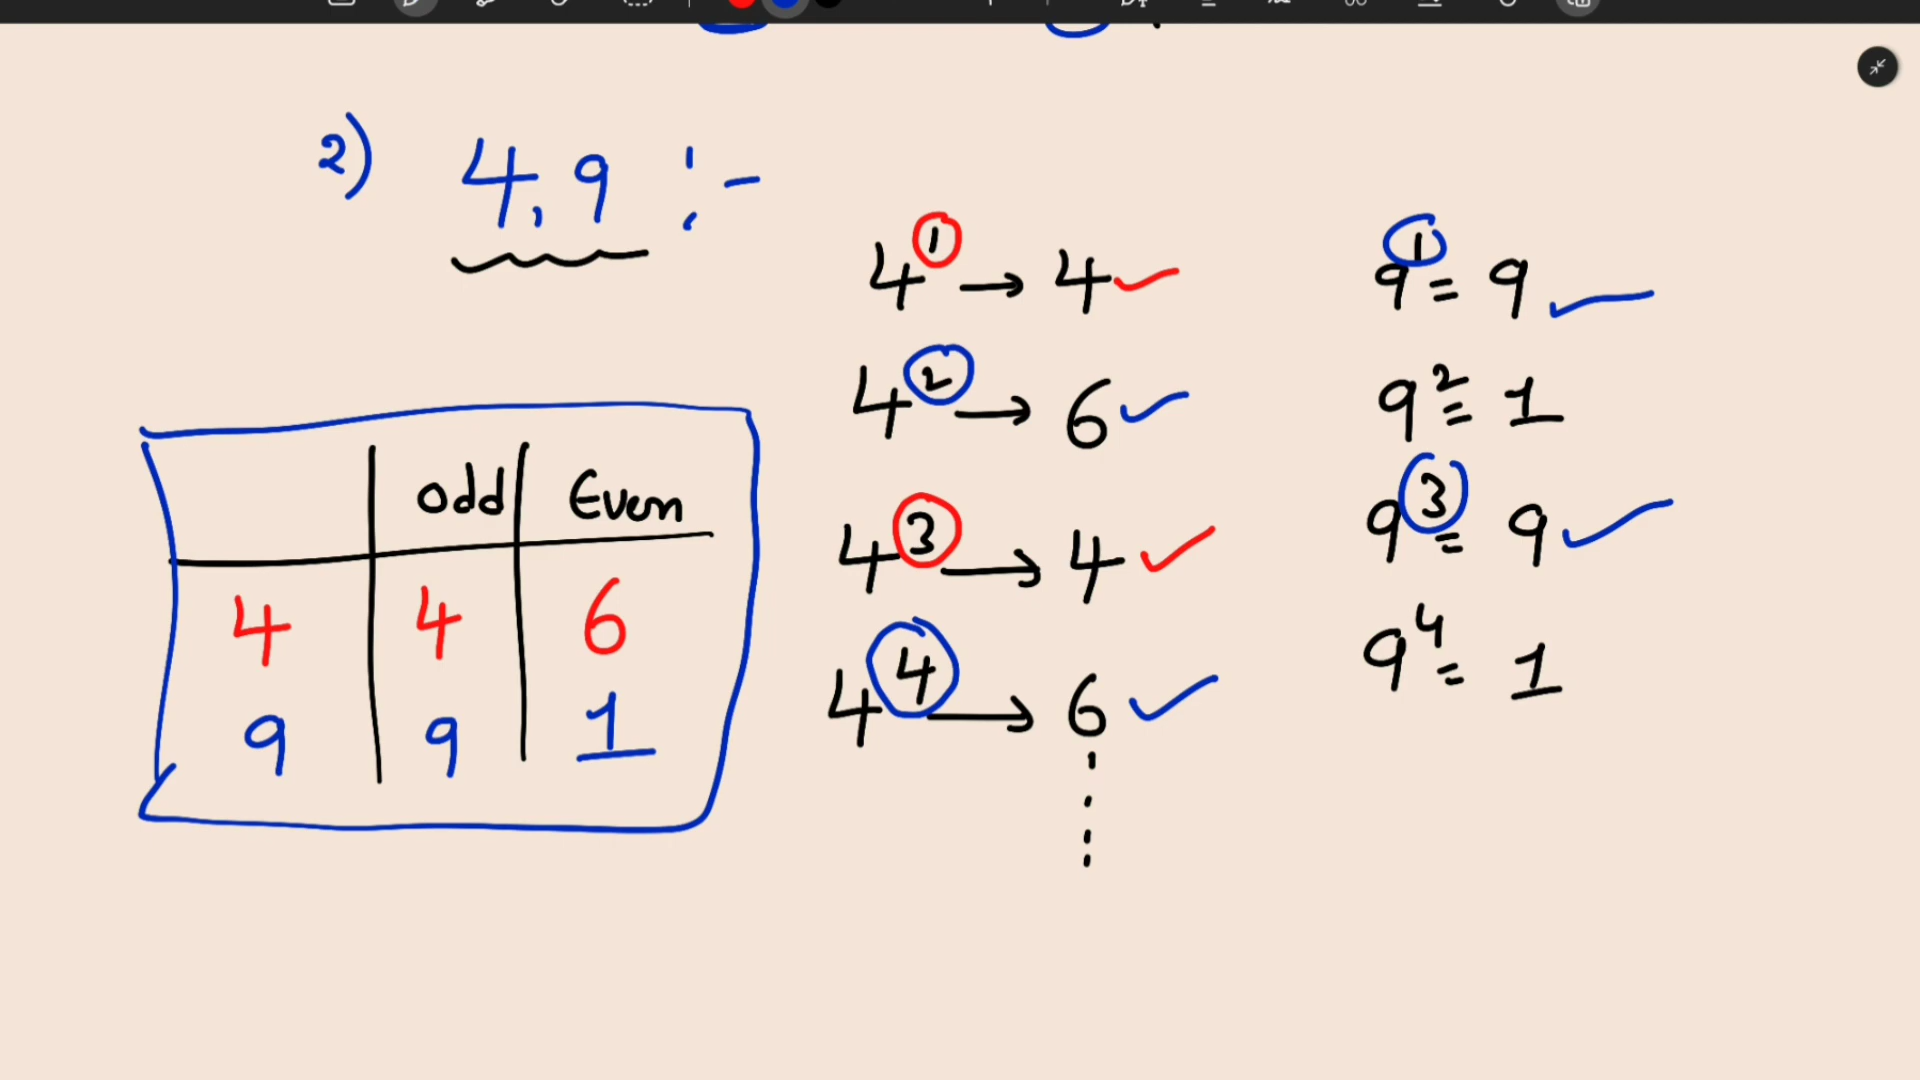 2) 4, 9 :-
4¹ → 4
4² → 6
4³ → 4
4⁴ → 6
9¹ = 9
9² = 1
9³ = 9
9⁴ = 1
Odd Even
4 4 6
9 9 1